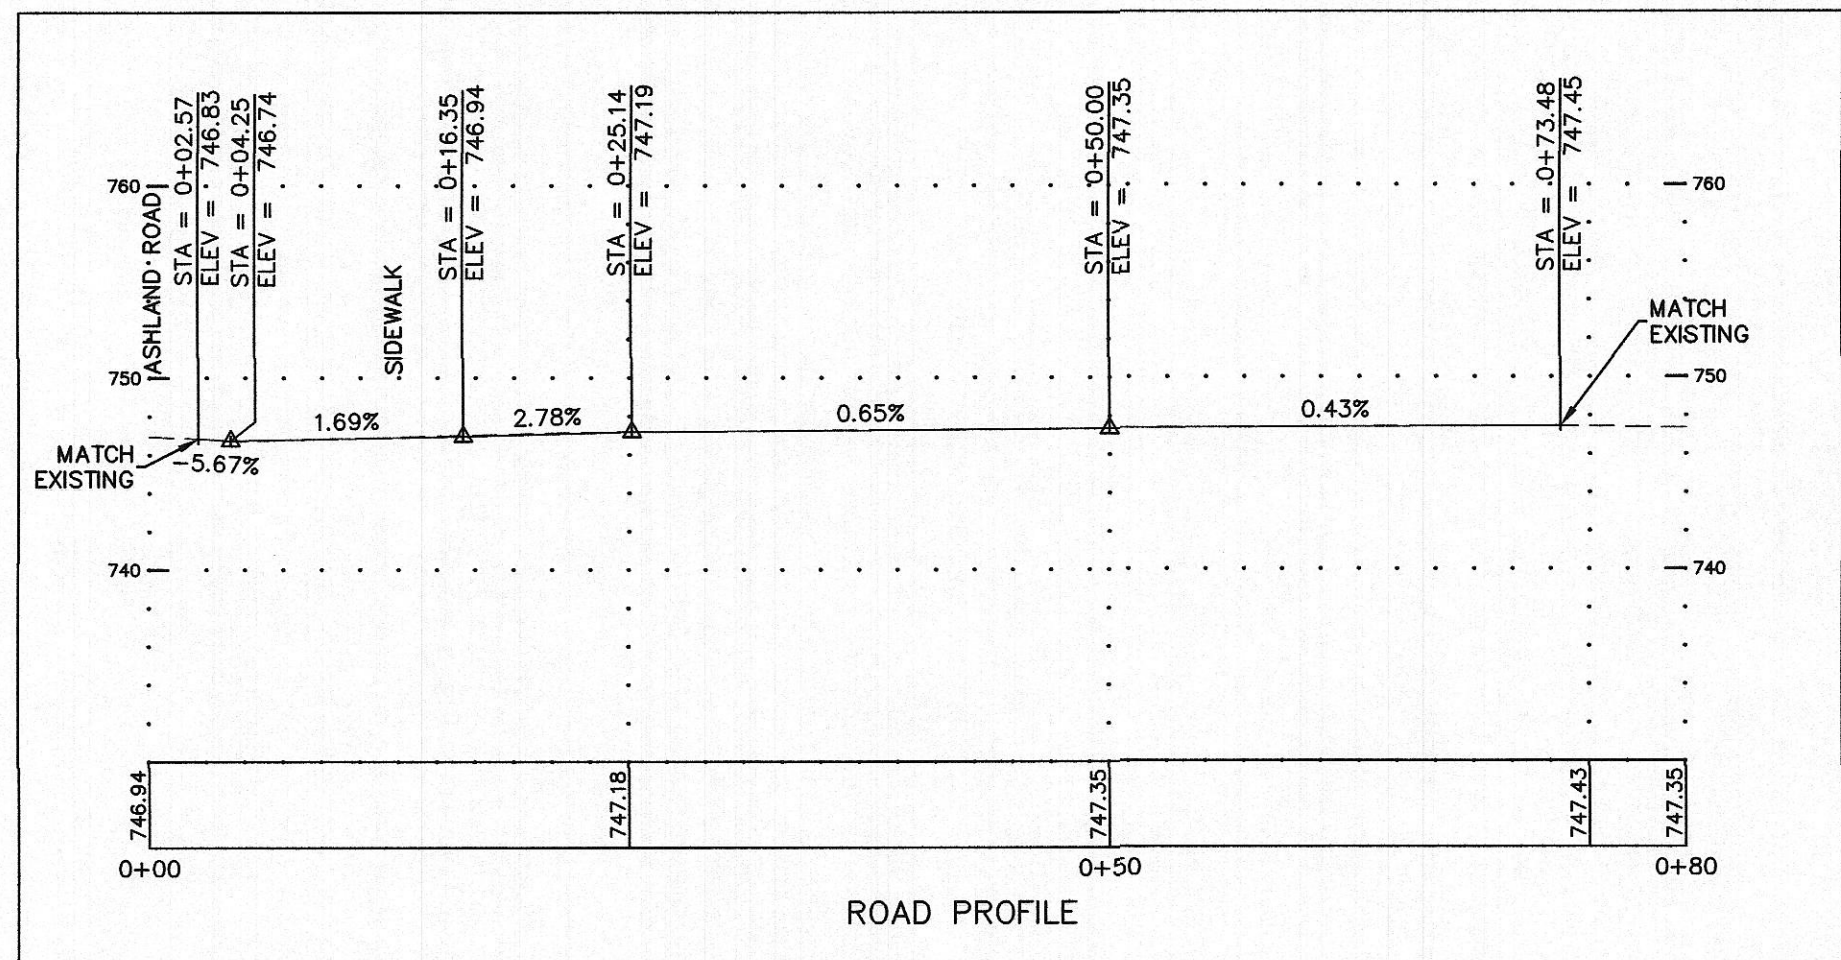 STA = 0+02.57
ELEV = 746.83
STA = 0+04.25
ELEV = 746.74
STA = 0+16.35
ELEV = 746.94
STA = 0+25.14
ELEV = 747.19
STA = 0+50.00
ELEV = 747.35
STA = 0+73.48
ELEV = 747.45
760
ASHLAND ROAD
SIDEWALK
760
MATCH
EXISTING
750
750
1.69%
2.78%
0.65%
0.43%
MATCH
EXISTING
-5.67%
740
740
746.94
747.18
747.35
747.43
747.35
0+00
0+50
0+80
ROAD PROFILE